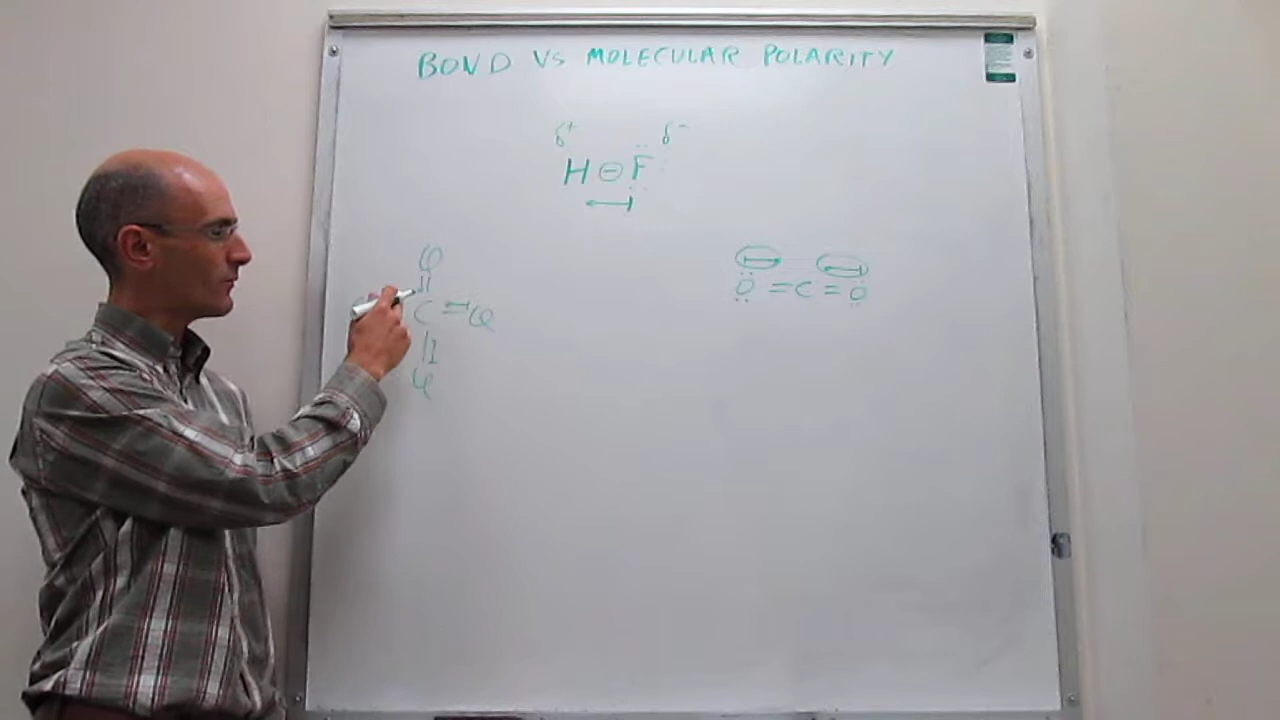 BOND VS MOLECULAR POLARITY
δ+ δ-
H F
C
O = C = O